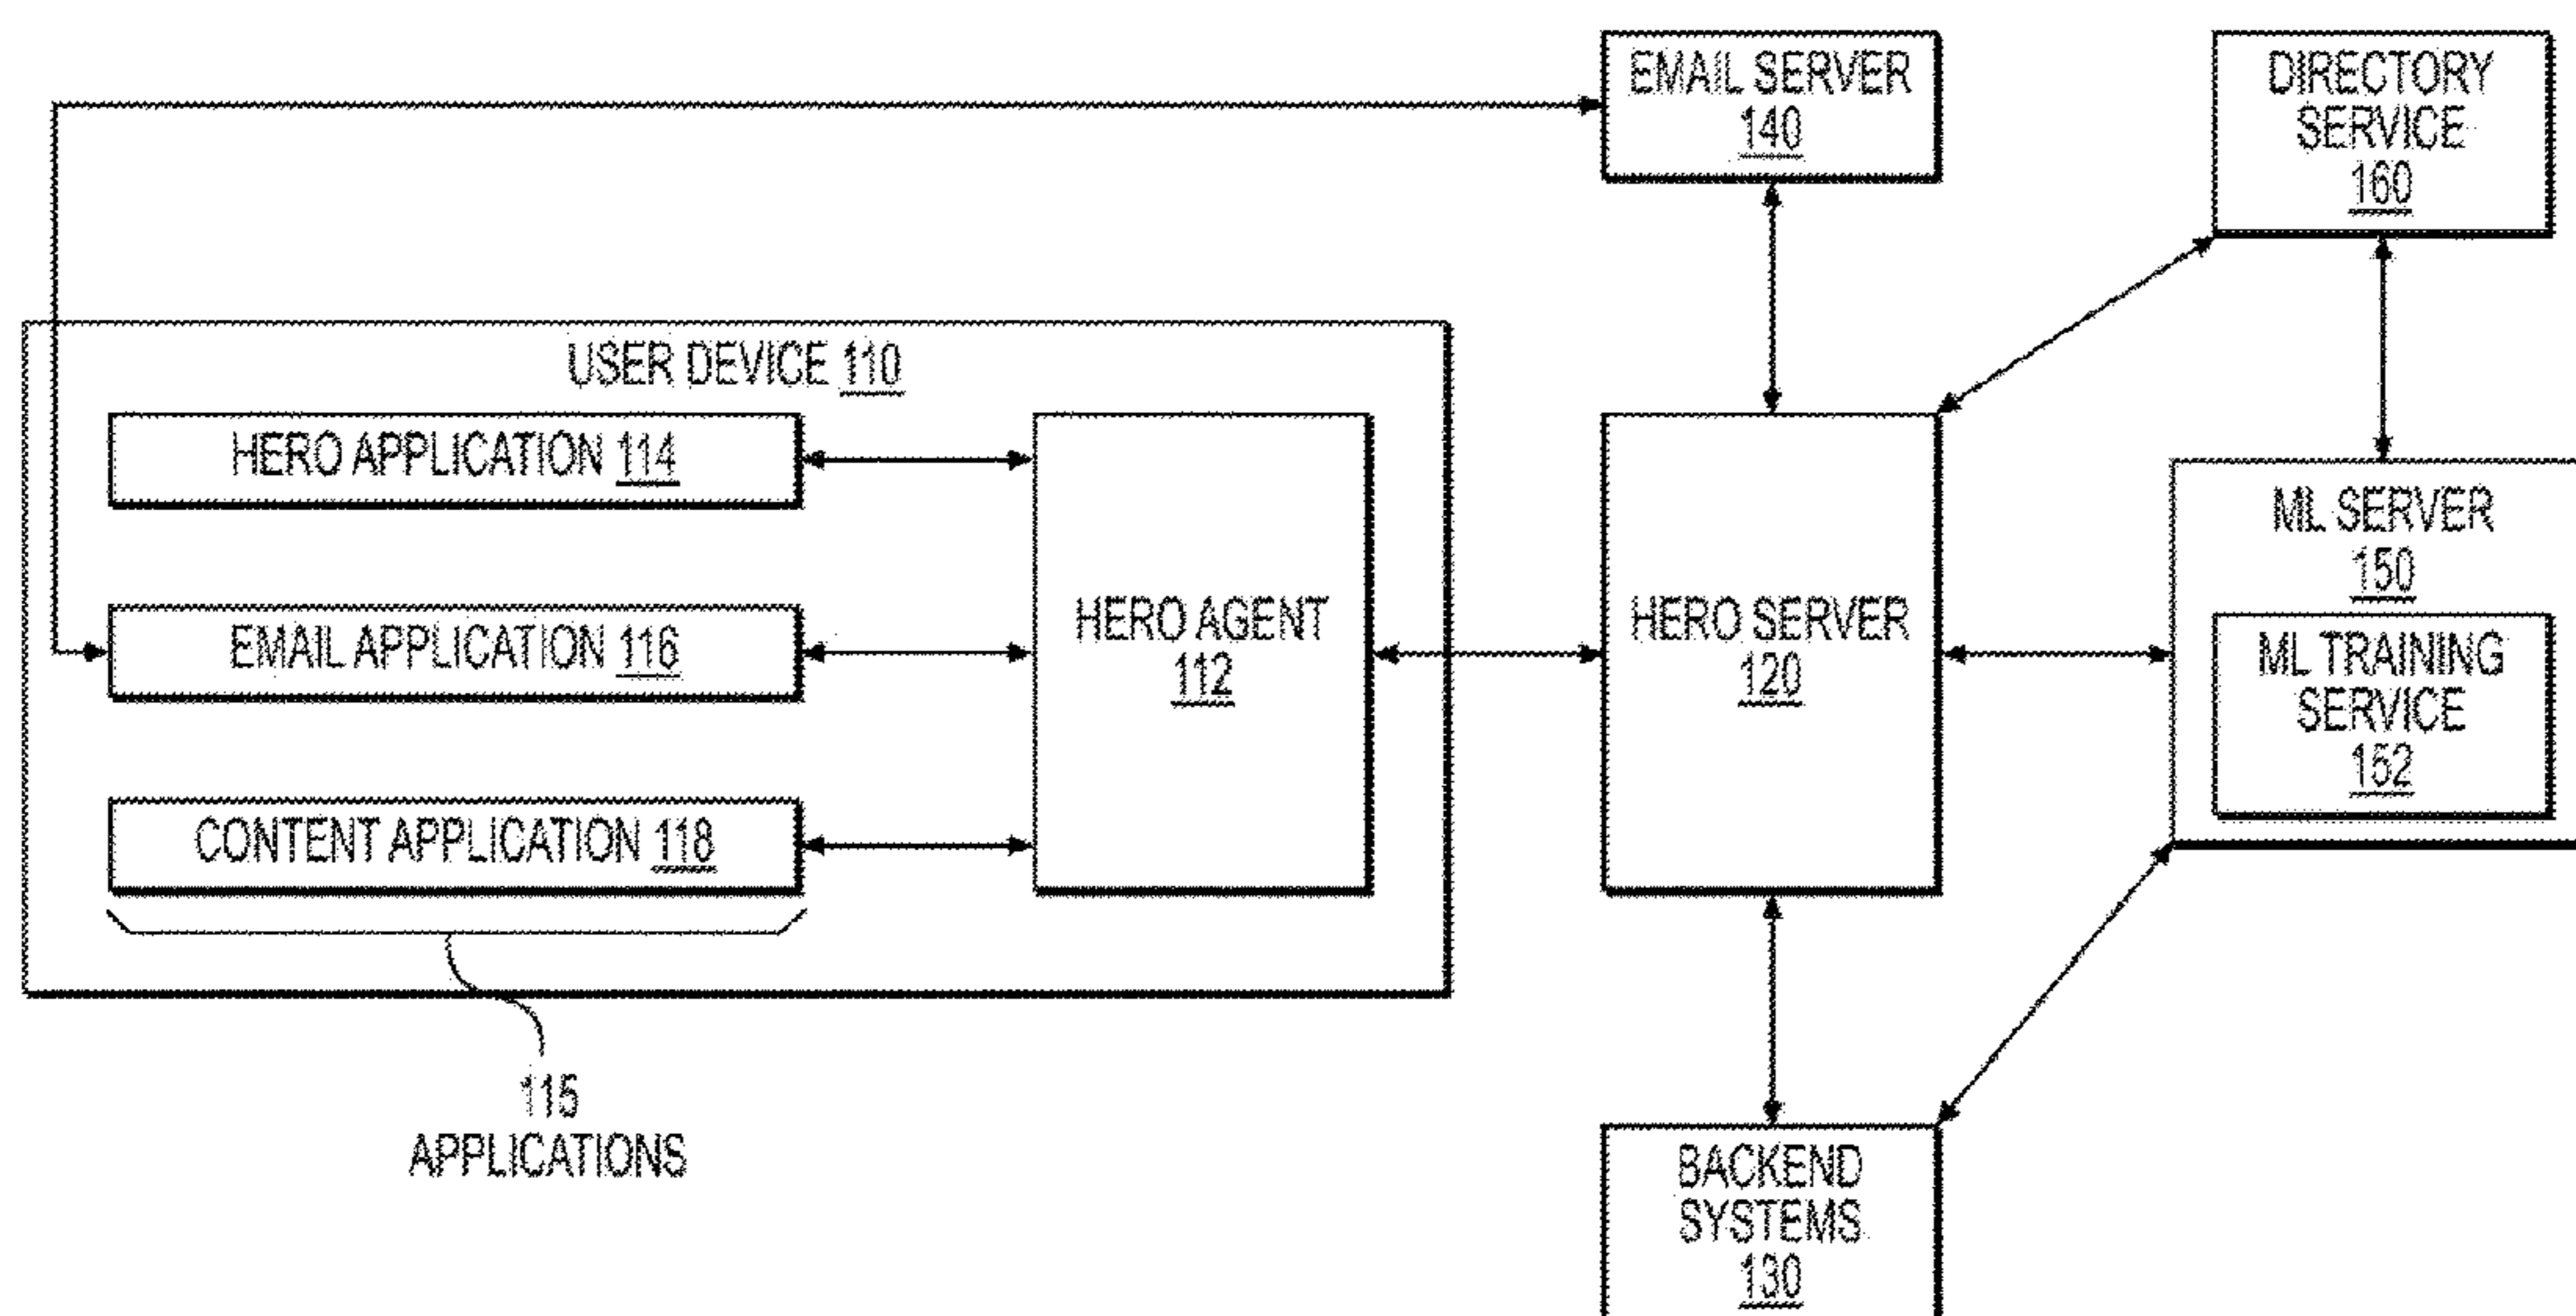 EMAIL SERVER
140
DIRECTORY
SERVICE
160
USER DEVICE 110
HERO APPLICATION 114
EMAIL APPLICATION 116
CONTENT APPLICATION 118
HERO AGENT
112
HERO SERVER
120
ML SERVER
150
ML TRAINING
SERVICE
152
115
APPLICATIONS
BACKEND
SYSTEMS
130